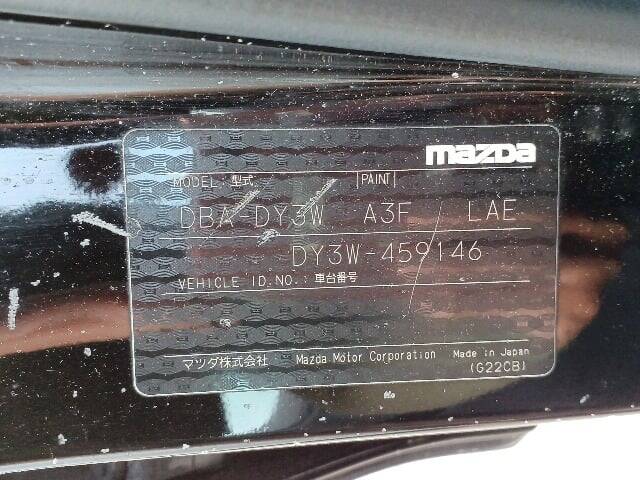 mazda
MODEL:型式 PAINT
DBA-DY3W A3F LAE
DY3W-459146
VEHICLE ID.NO.:車台番号
マツダ株式会社 Mazda Motor Corporation Made in Japan
(G22CB)